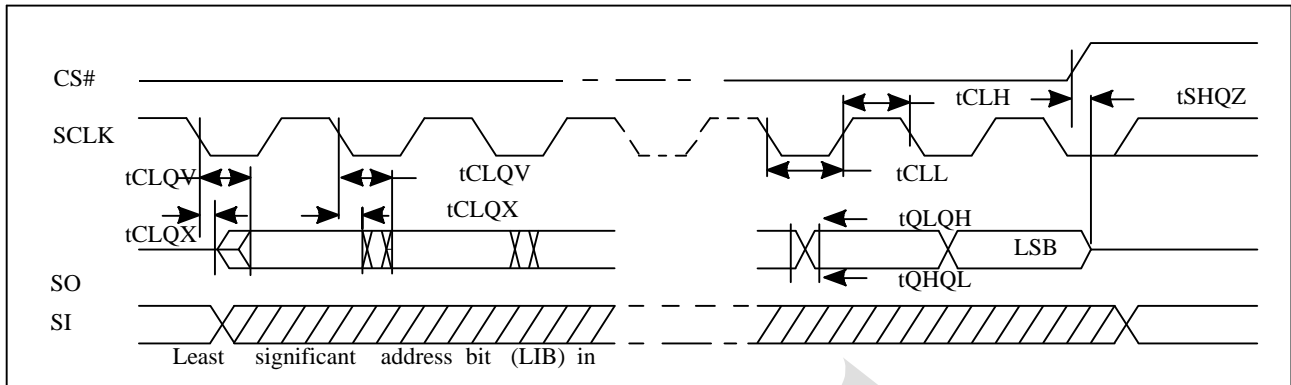 CS#
tCLH
tSHQZ
SCLK
tCLQV
tCLQV
tCLL
tCLQX
tCLQX
tQLQH
LSB
tQHQL
SO
SI
Least significant address bit (LIB) in